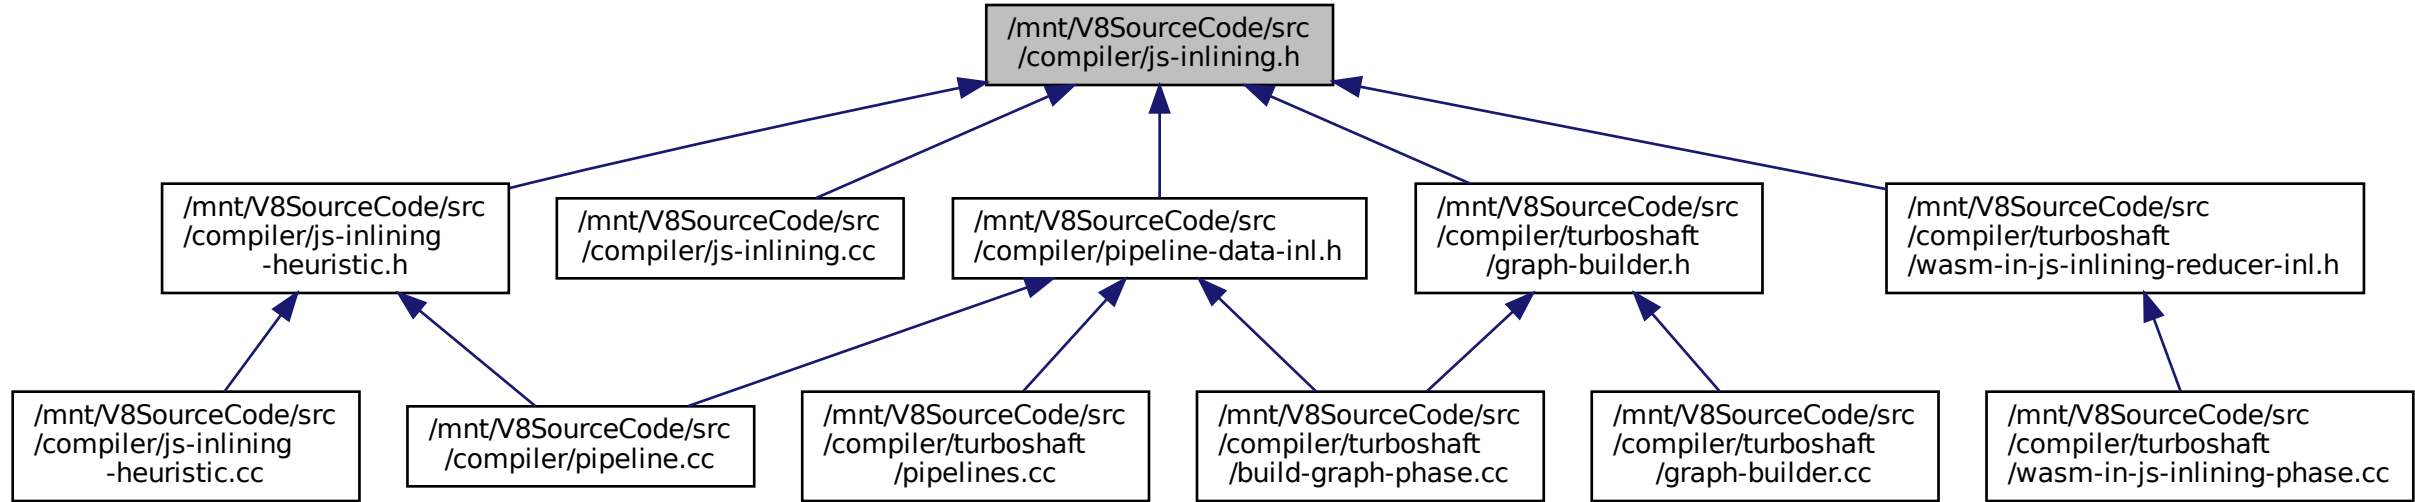 /mnt/V8SourceCode/src
/compiler/js-inlining.h
/mnt/V8SourceCode/src
/compiler/js-inlining
-heuristic.h
/mnt/V8SourceCode/src
/compiler/js-inlining.cc
/mnt/V8SourceCode/src
/compiler/pipeline-data-inl.h
/mnt/V8SourceCode/src
/compiler/turboshaft
/graph-builder.h
/mnt/V8SourceCode/src
/compiler/turboshaft
/wasm-in-js-inlining-reducer-inl.h
/mnt/V8SourceCode/src
/compiler/js-inlining
-heuristic.cc
/mnt/V8SourceCode/src
/compiler/pipeline.cc
/mnt/V8SourceCode/src
/compiler/turboshaft
/pipelines.cc
/mnt/V8SourceCode/src
/compiler/turboshaft
/build-graph-phase.cc
/mnt/V8SourceCode/src
/compiler/turboshaft
/graph-builder.cc
/mnt/V8SourceCode/src
/compiler/turboshaft
/wasm-in-js-inlining-phase.cc